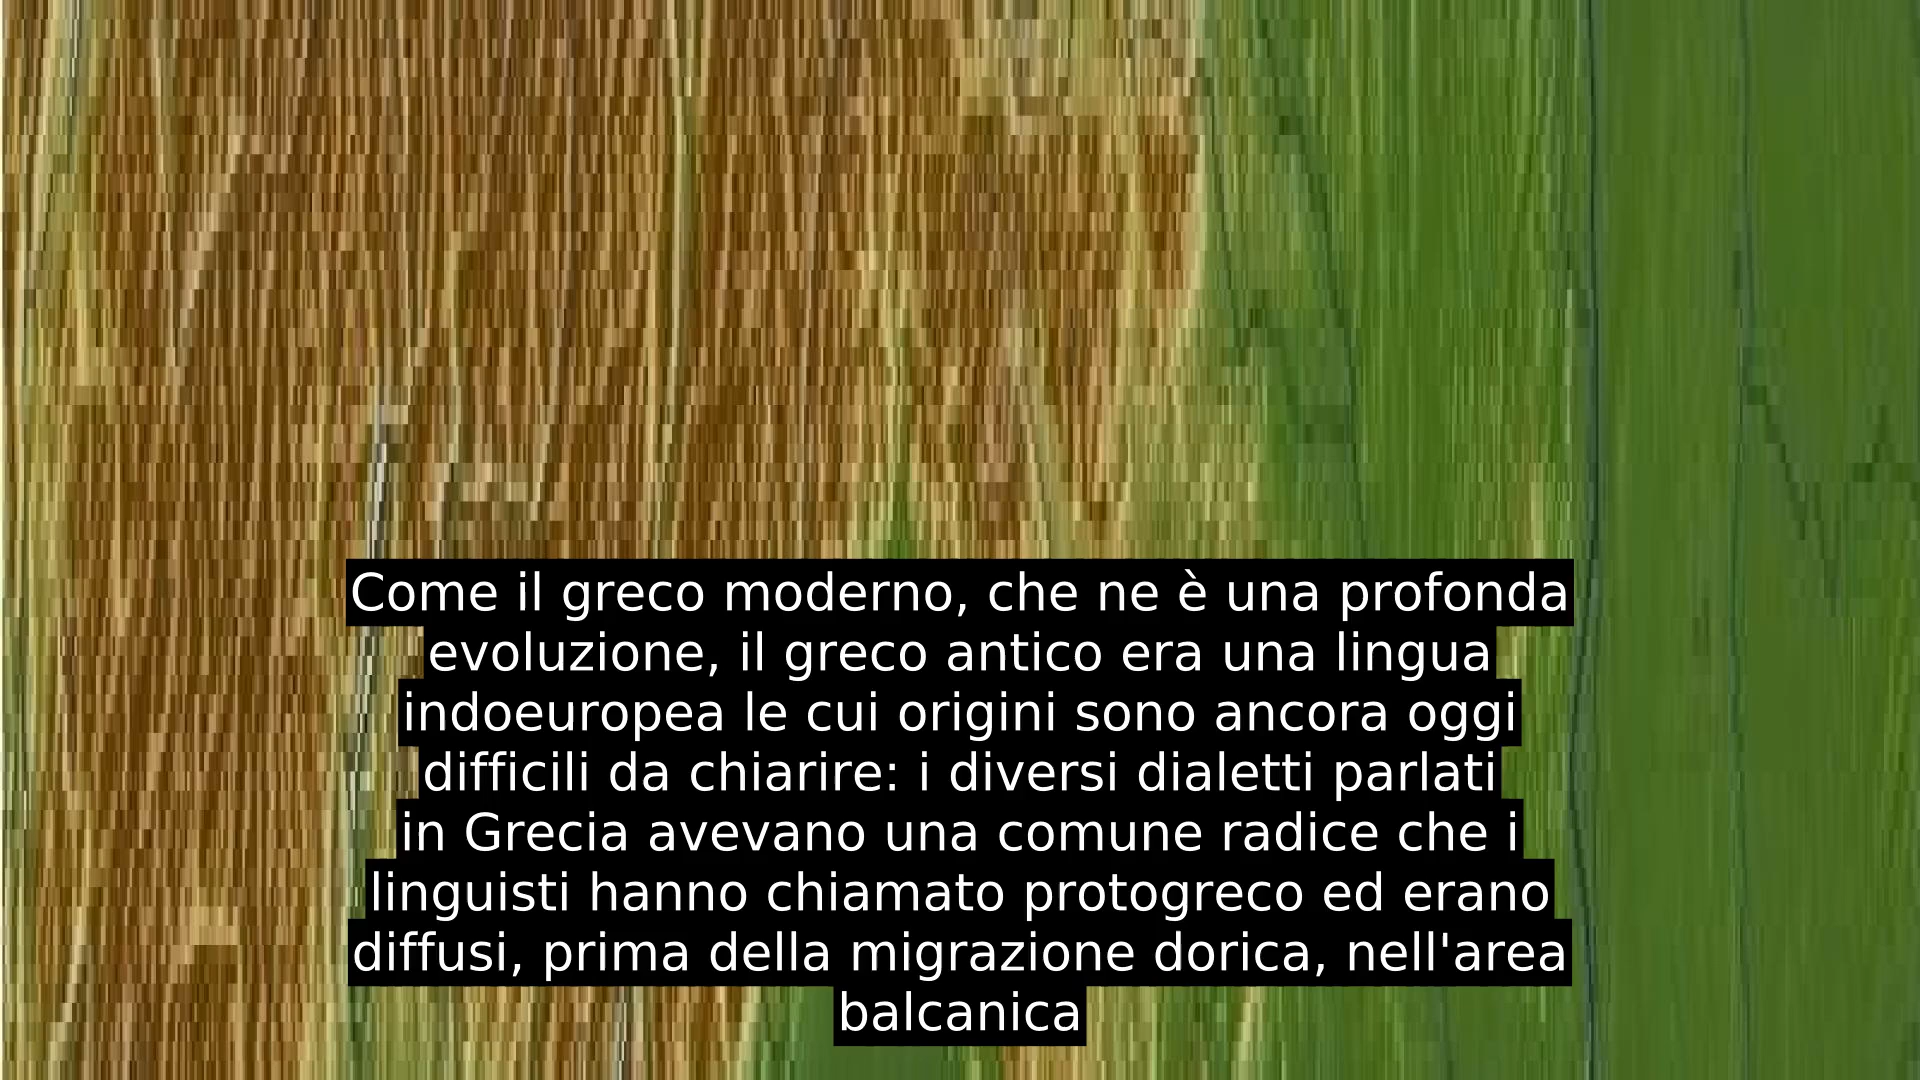 Come il greco moderno, che ne è una profonda
evoluzione, il greco antico era una lingua
indoeuropea le cui origini sono ancora oggi
difficili da chiarire: i diversi dialetti parlati
in Grecia avevano una comune radice che i
linguisti hanno chiamato protogreco ed erano
diffusi, prima della migrazione dorica, nell'area
balcanica